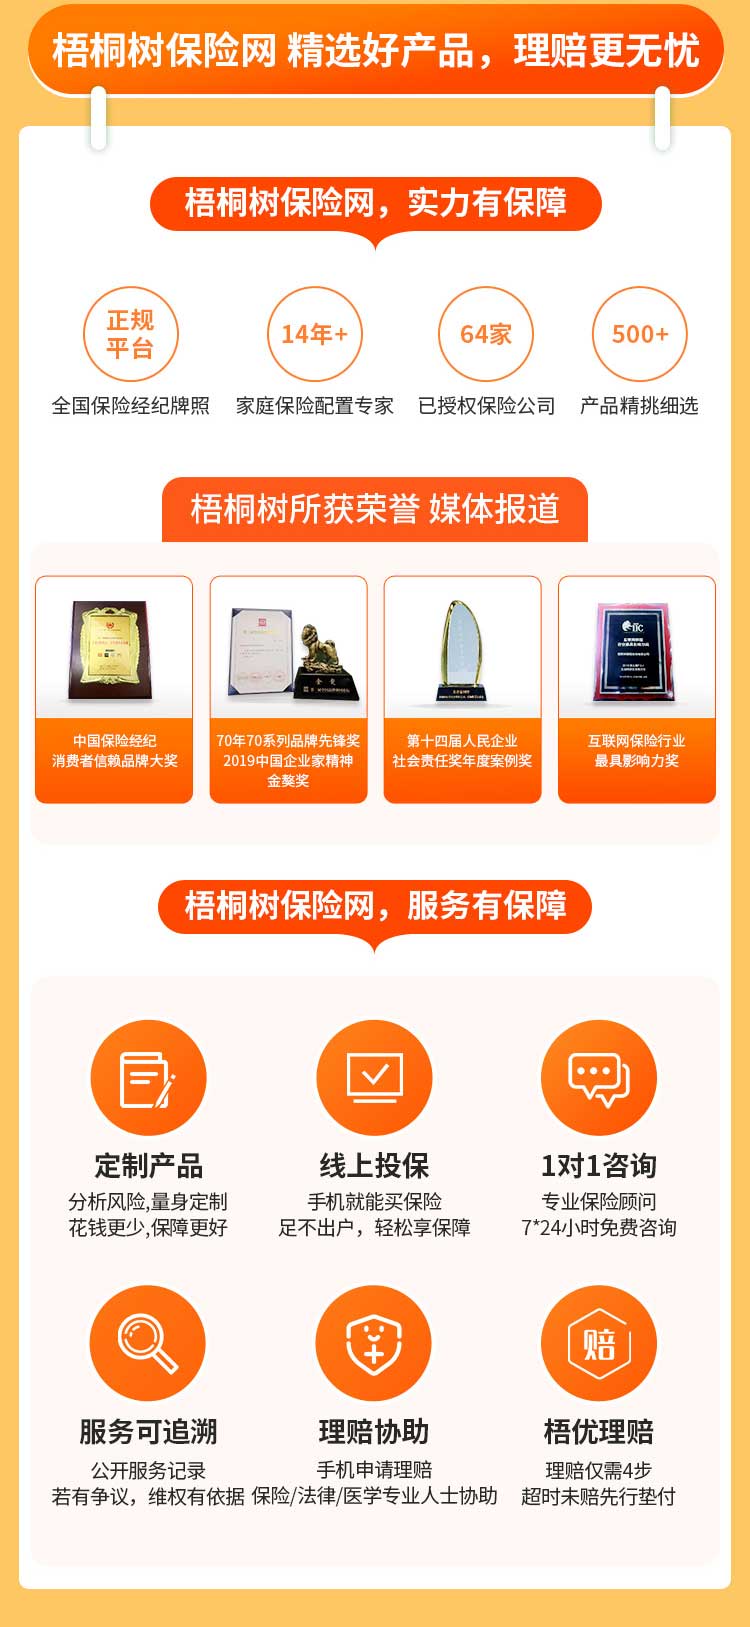 梧桐树保险网 精选好产品，理赔更无忧
梧桐树保险网，实力有保障
正规
平台
14年+
64家
500+
全国保险经纪牌照
家庭保险配置专家
已授权保险公司
产品精挑细选
梧桐树所获荣誉 媒体报道
中国保险经纪
消费者信赖品牌大奖
70年70系列品牌先锋奖
2019中国企业家精神
金獒奖
第十四届人民企业
社会责任奖年度案例奖
互联网保险行业
最具影响力奖
梧桐树保险网，服务有保障
定制产品
分析风险,量身定制
花钱更少,保障更好
线上投保
手机就能买保险
足不出户，轻松享保障
1对1咨询
专业保险顾问
7*24小时免费咨询
服务可追溯
公开服务记录
若有争议，维权有依据
理赔协助
手机申请理赔
保险/法律/医学专业人士协助
赔
梧优理赔
理赔仅需4步
超时未赔先行垫付